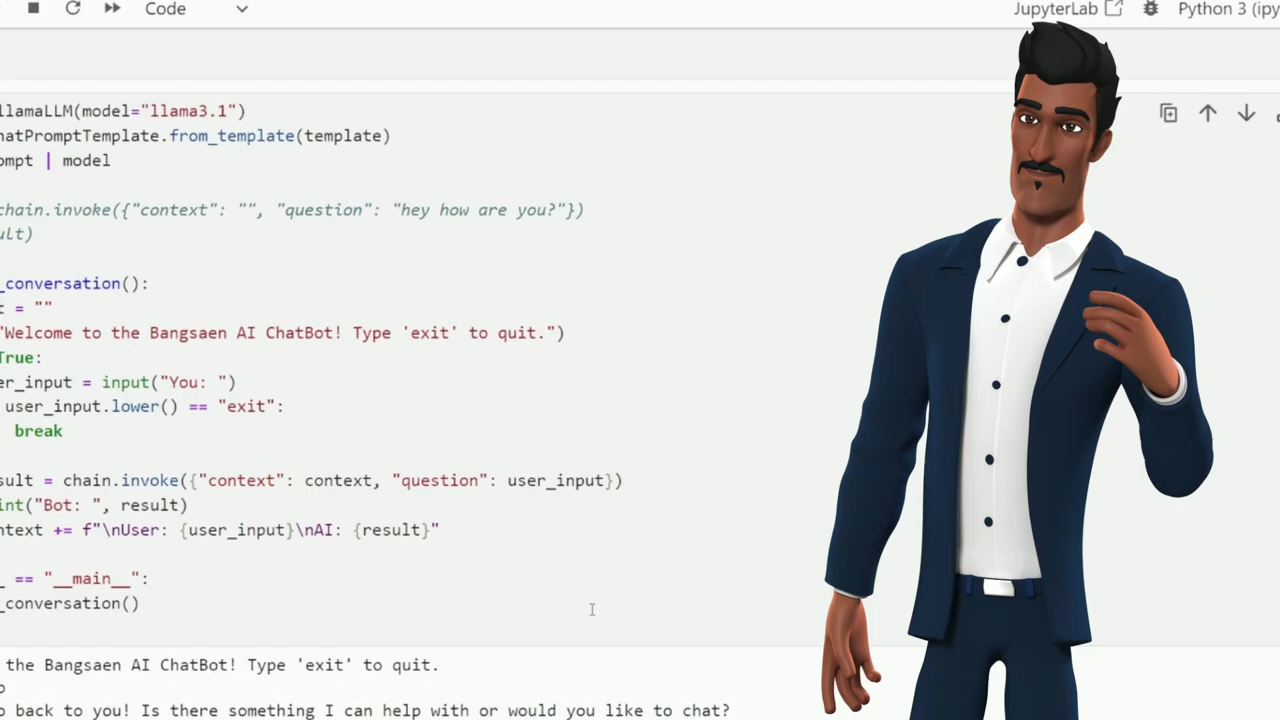 Code
JupyterLab
Python 3 (ipy
llamaLLM(model="llama3.1")
hatPromptTemplate.from_template(template)
ompt | model
chain.invoke({"context": "", "question": "hey how are you?"})
ult)
_conversation():
t = ""
"Welcome to the Bangsaen AI ChatBot! Type 'exit' to quit.")
True:
er_input = input("You: ")
user_input.lower() == "exit":
break
sult = chain.invoke({"context": context, "question": user_input})
int("Bot: ", result)
ntext += f"\nUser: {user_input}\nAI: {result}"
_ == "__main__":
_conversation()
the Bangsaen AI ChatBot! Type 'exit' to quit.
o
o back to you! Is there something I can help with or would you like to chat?